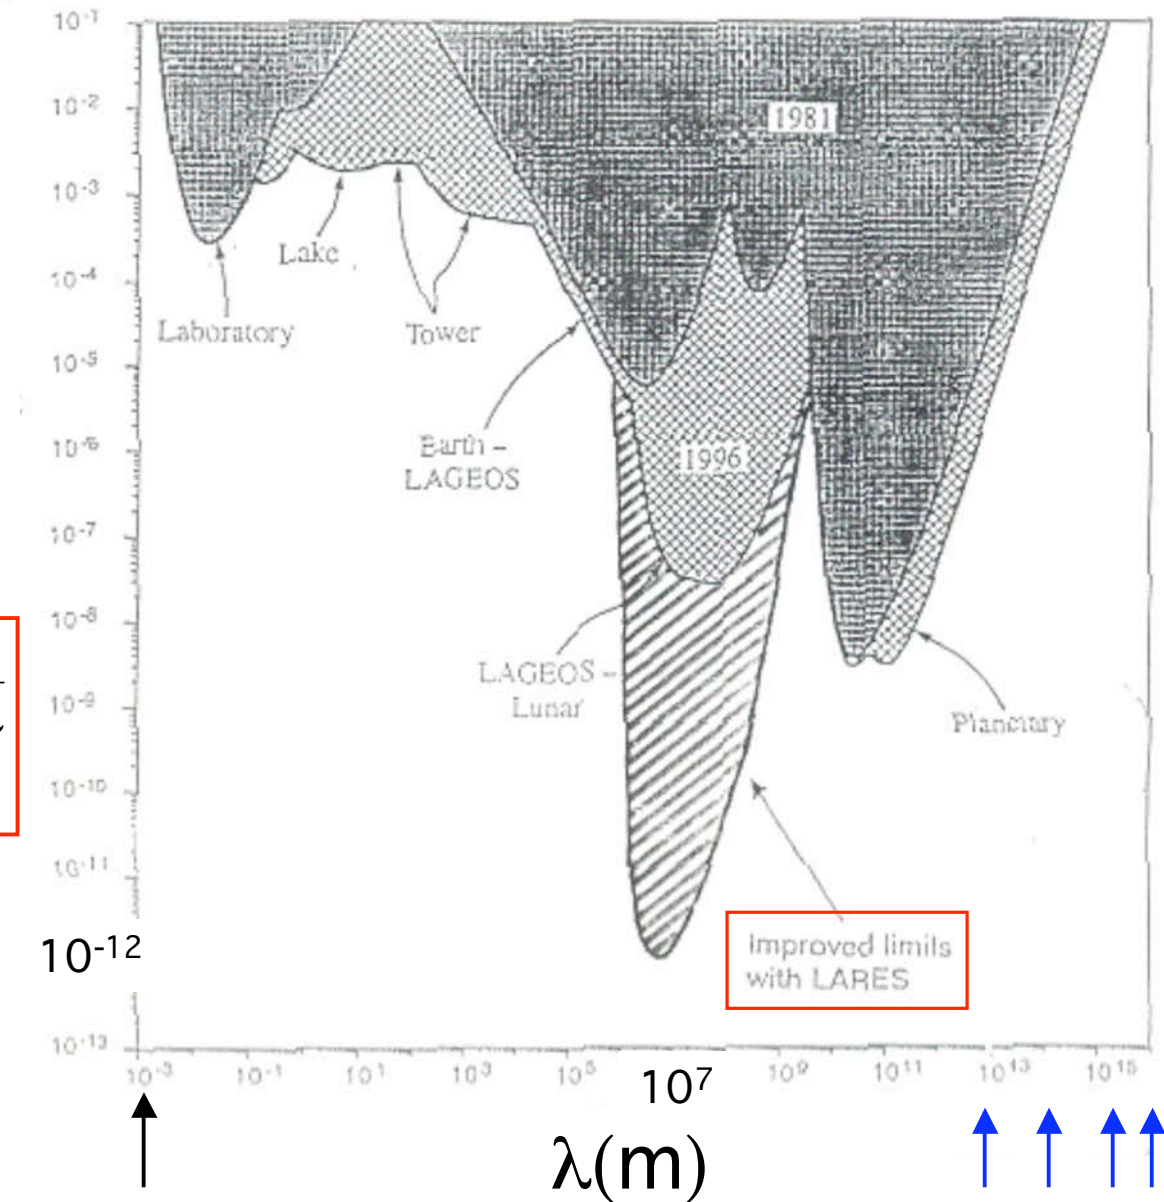 10-1
10-2
10-3
10-4
10-5
10-6
10-7
10-8
10-9
10-10
10-11
10-12
10-13
1981
1996
Lake
Laboratory
Tower
Earth –
LAGEOS
LAGEOS –
Lunar
Planetary
Improved limits
with LARES
10-3
10-1
101
103
105
107
109
1011
1013
1015
λ(m)